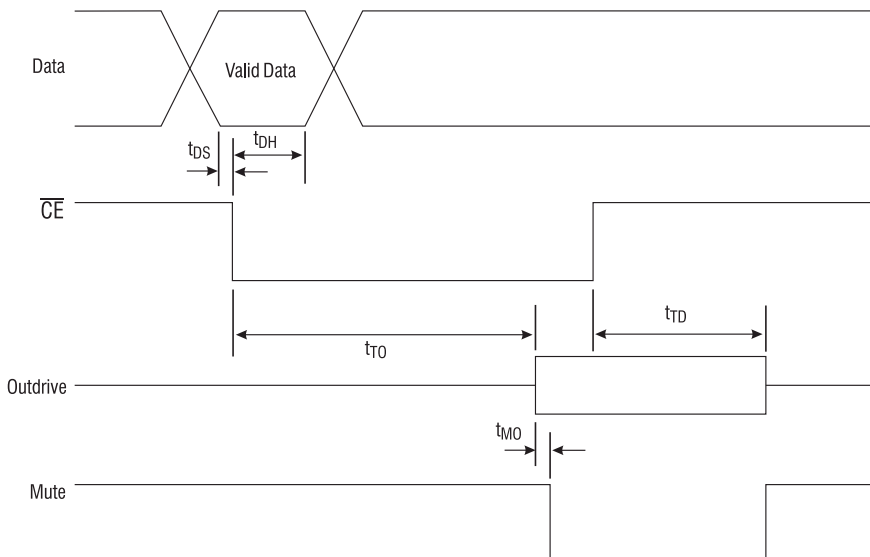 Data
Valid Data
tDS
tDH
CE
tTO
tTD
Outdrive
tMO
Mute